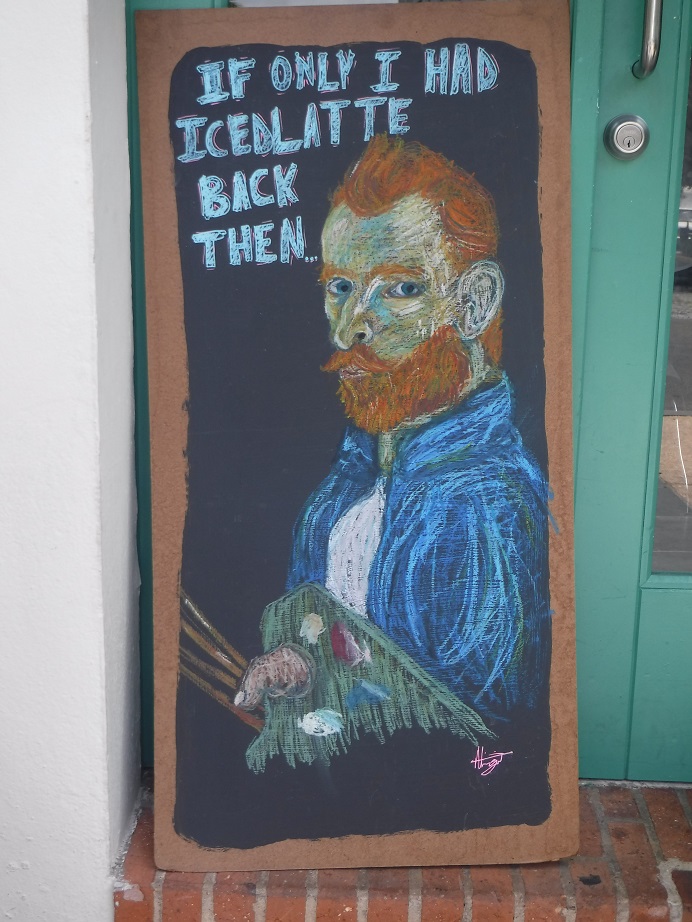 IF ONLY I HAD
ICEDLATTE
BACK
THEN...